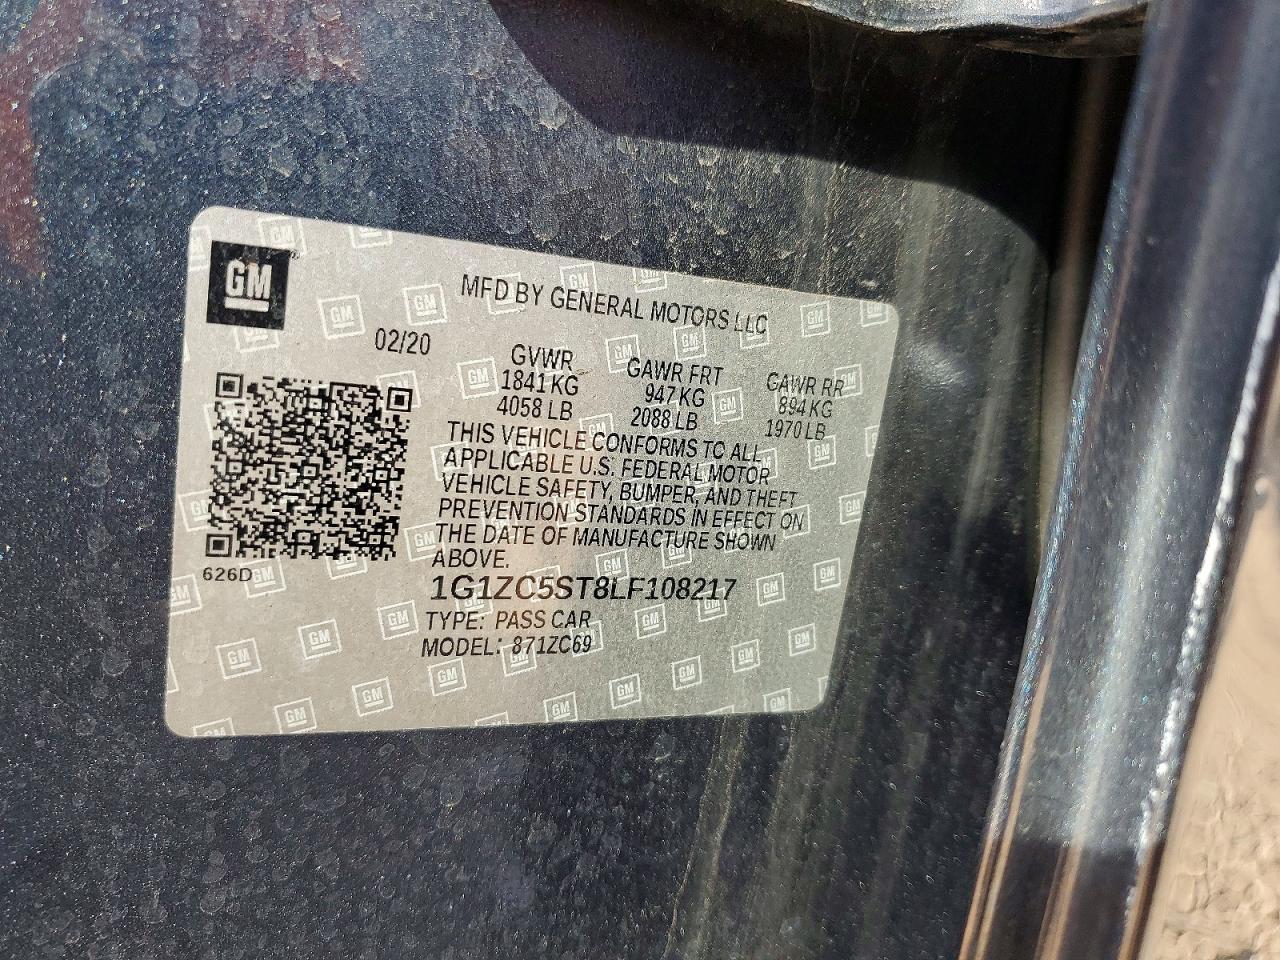 GM
MFD BY GENERAL MOTORS LLC
02/20
GVWR GAWR FRT GAWR RR
1841 KG 947 KG 894 KG
4058 LB 2088 LB 1970 LB
THIS VEHICLE CONFORMS TO ALL
APPLICABLE U.S. FEDERAL MOTOR
VEHICLE SAFETY, BUMPER, AND THEFT
PREVENTION STANDARDS IN EFFECT ON
THE DATE OF MANUFACTURE SHOWN
ABOVE.
626D
1G1ZC5ST8LF108217
TYPE: PASS CAR
MODEL: 871ZC69